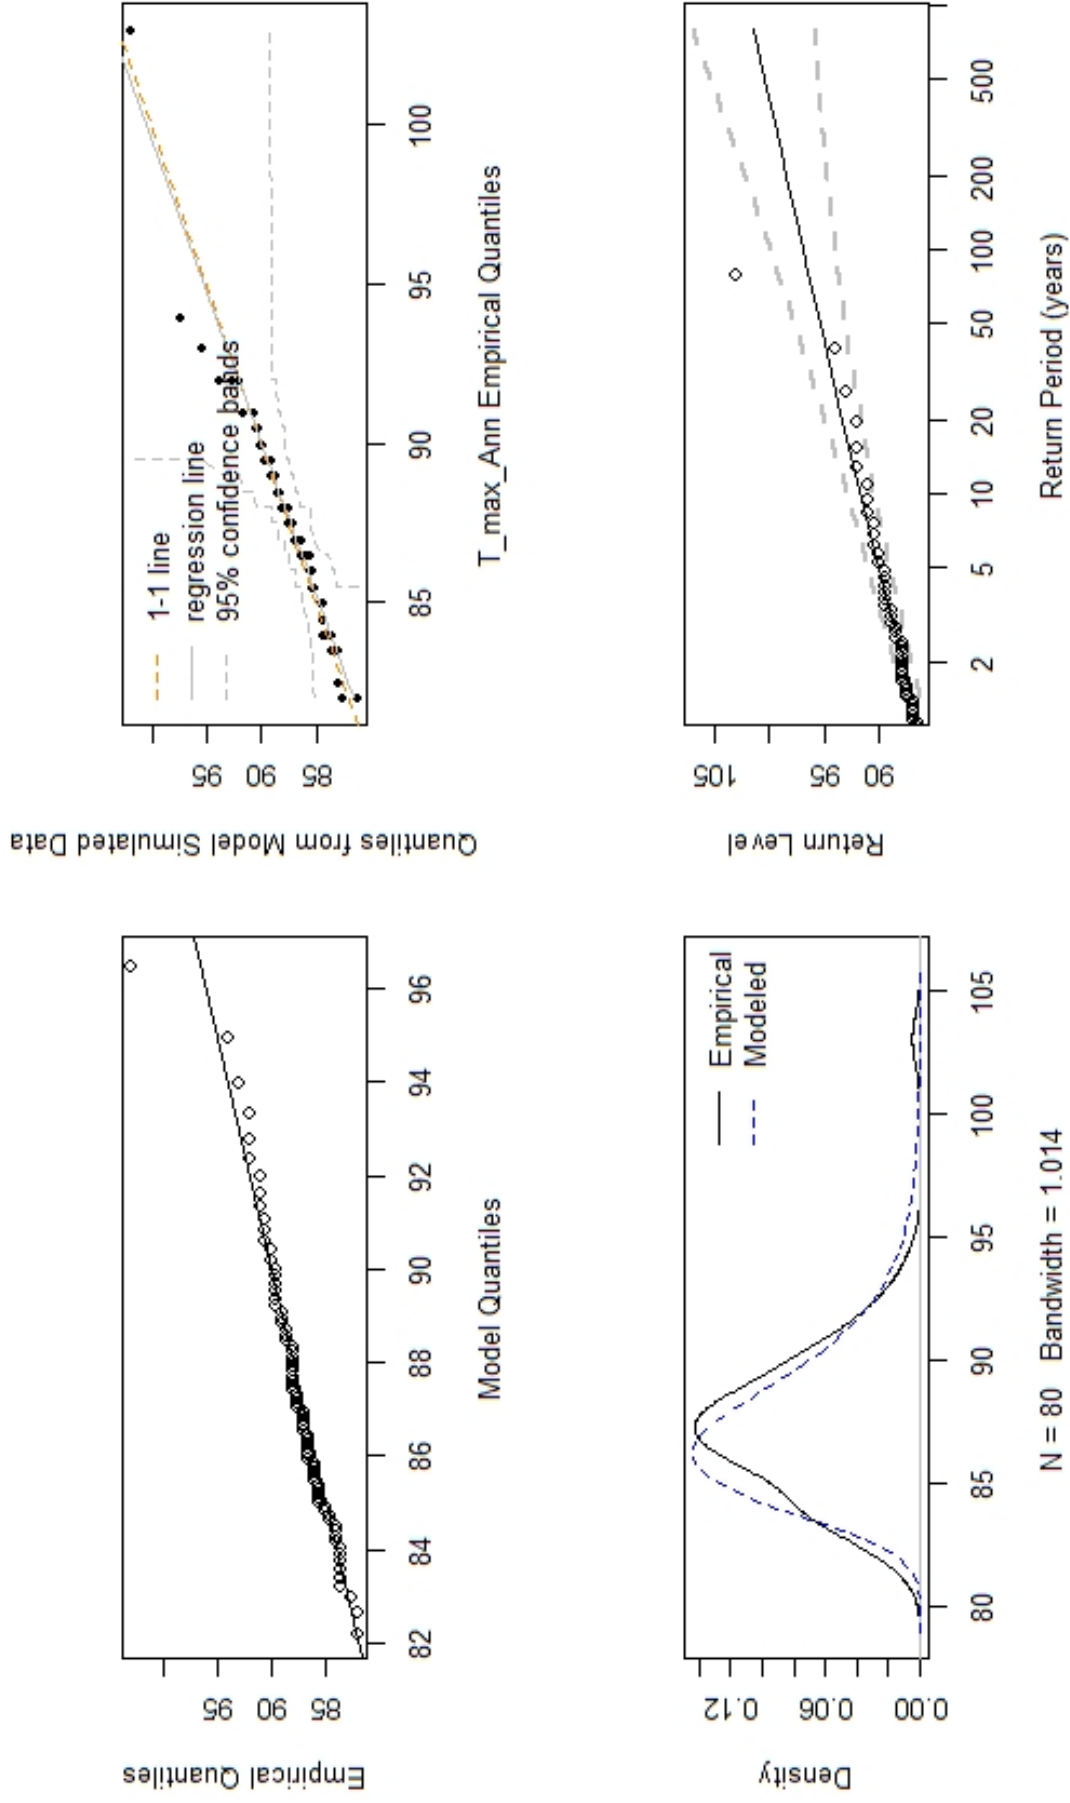 Empirical Quantiles
95
90
85
82 84 86 88 90 92 94 96
Model Quantiles
Quantiles from Model Simulated Data
95
90
85
1-1 line
regression line
95% confidence bands
85 90 95 100
T_max_Ann Empirical Quantiles
Density
0.12
0.06
0.00
Empirical
Modeled
80 85 90 95 100 105
N = 80 Bandwidth = 1.014
Return Level
105
95
90
2 5 10 20 50 100 200 500
Return Period (years)